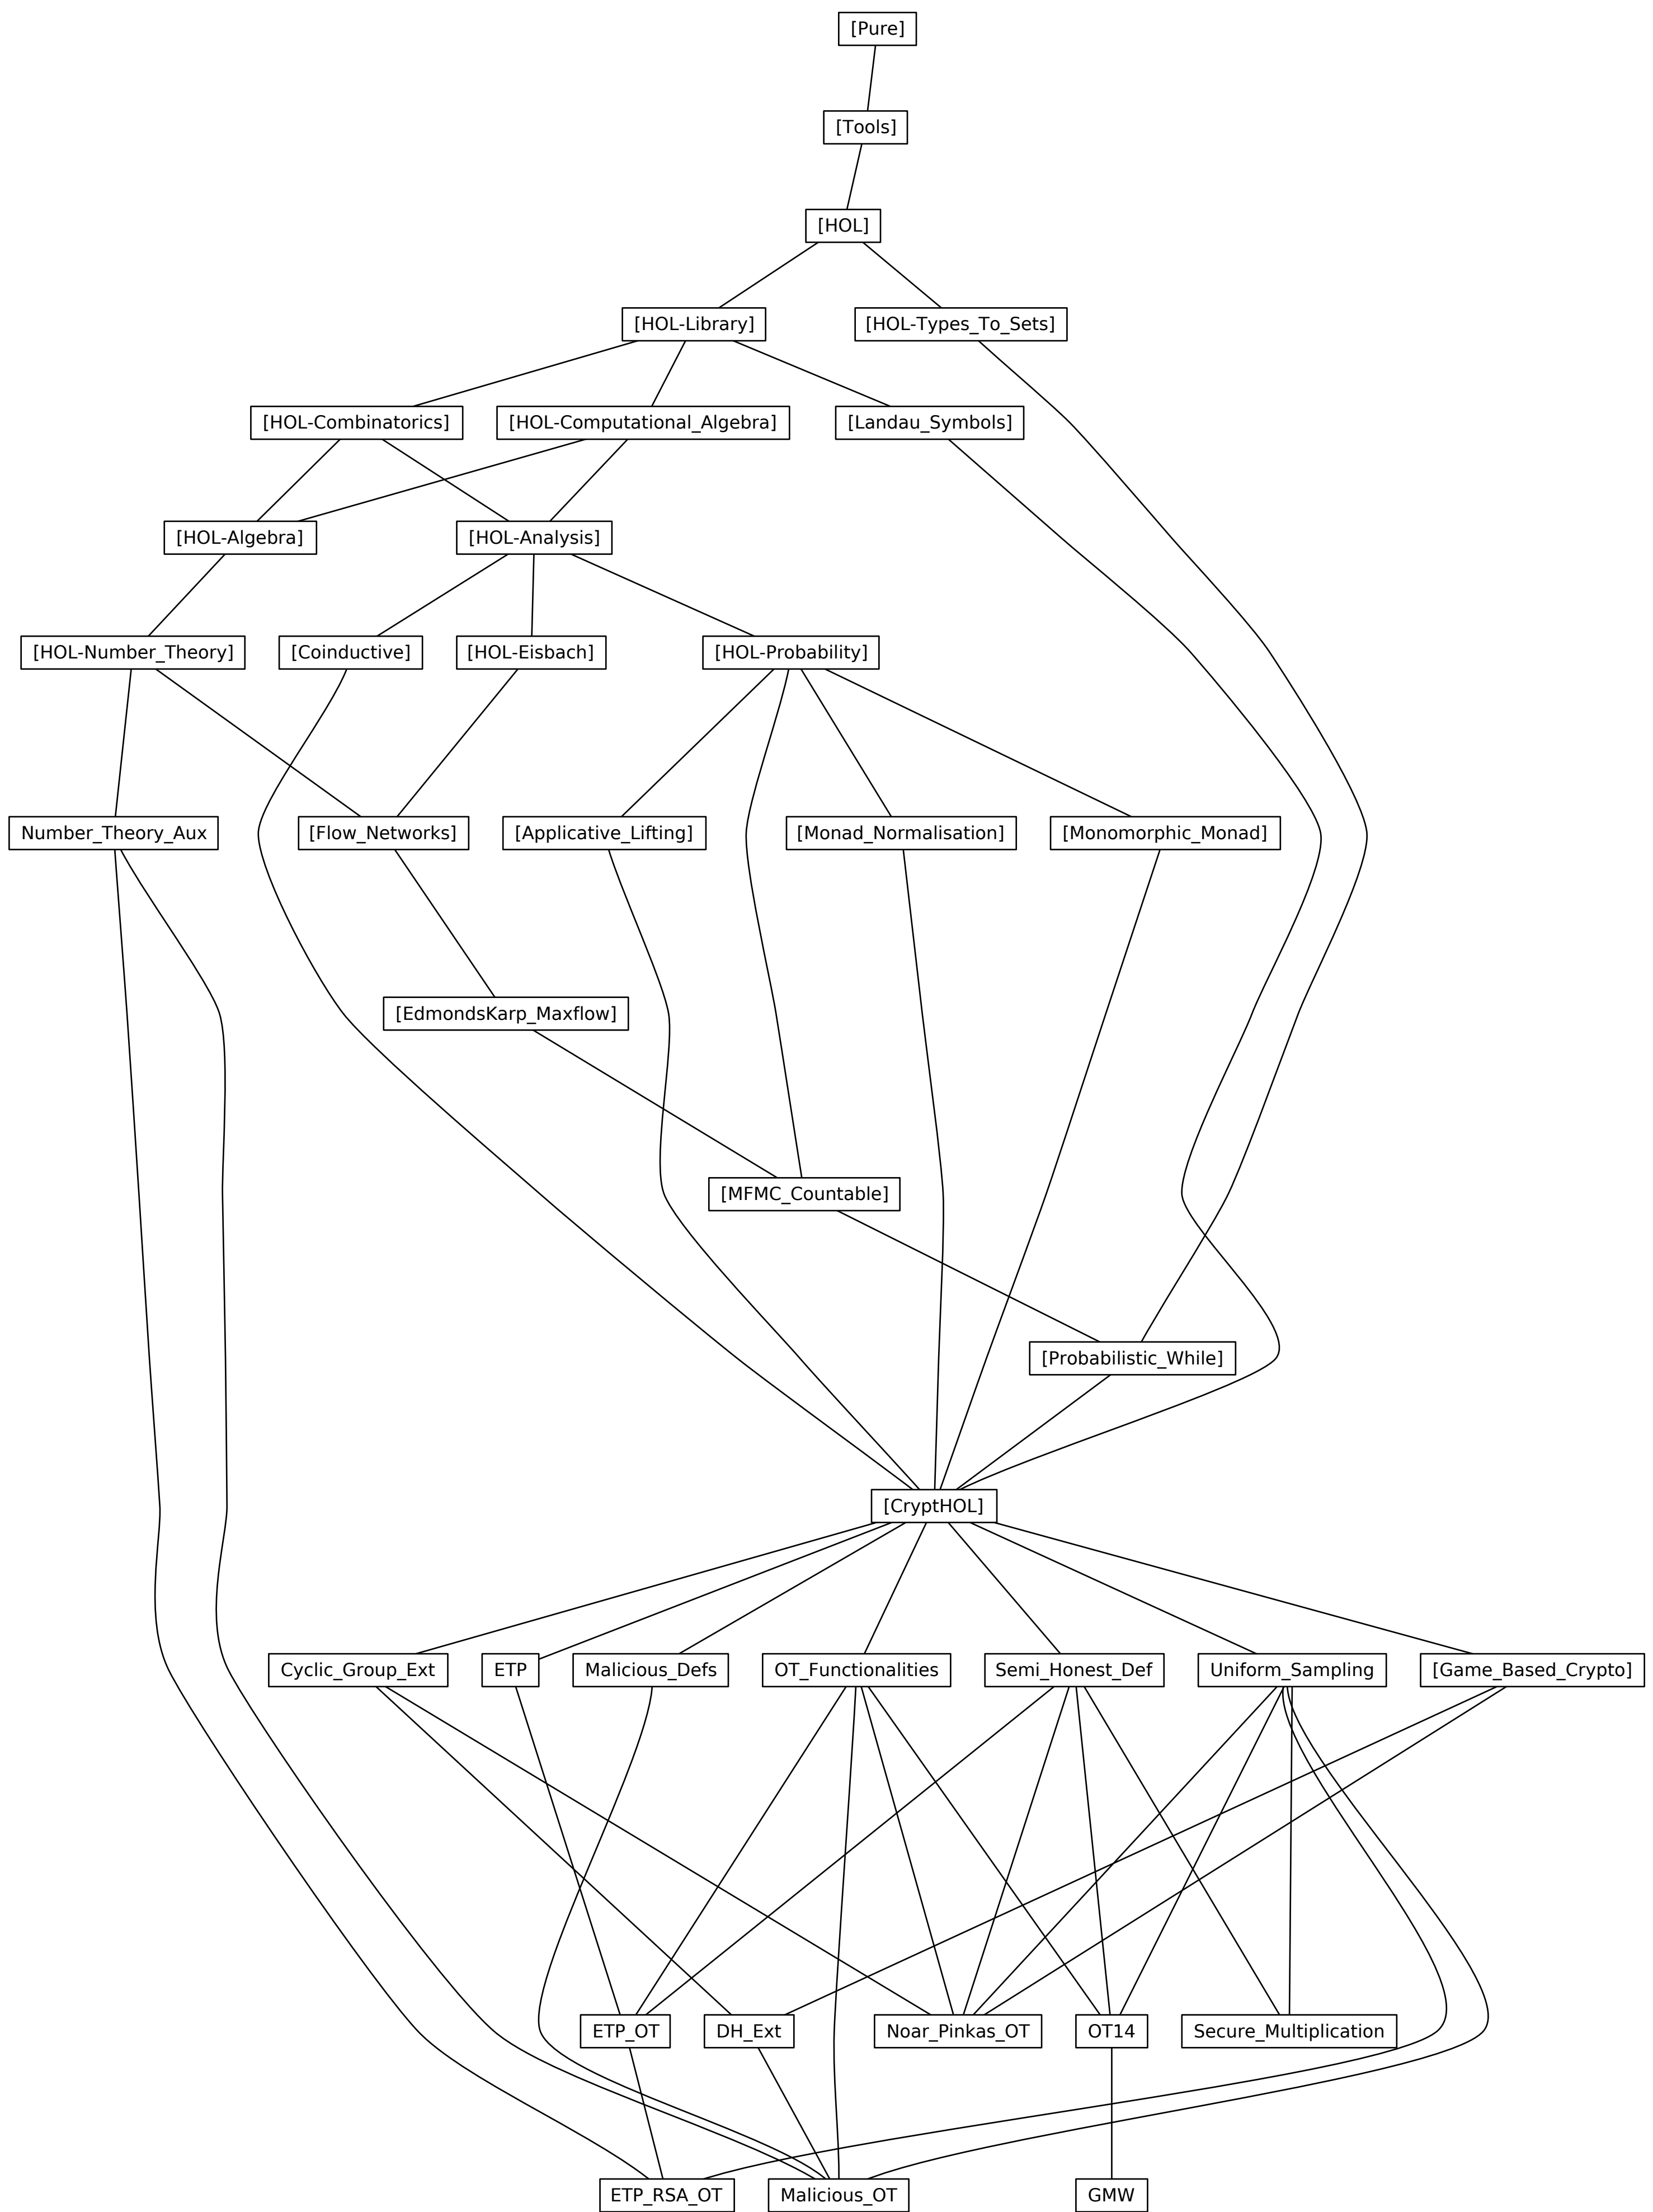 [Pure]
[Tools]
[HOL]
[HOL-Library]
[HOL-Types_To_Sets]
[HOL-Combinatorics]
[HOL-Computational_Algebra]
[Landau_Symbols]
[HOL-Algebra]
[HOL-Analysis]
[HOL-Number_Theory]
[Coinductive]
[HOL-Eisbach]
[HOL-Probability]
Number_Theory_Aux
[Flow_Networks]
[Applicative_Lifting]
[Monad_Normalisation]
[Monomorphic_Monad]
[EdmondsKarp_Maxflow]
[MFMC_Countable]
[Probabilistic_While]
[CryptHOL]
Cyclic_Group_Ext
ETP
Malicious_Defs
OT_Functionalities
Semi_Honest_Def
Uniform_Sampling
[Game_Based_Crypto]
ETP_OT
DH_Ext
Noar_Pinkas_OT
OT14
Secure_Multiplication
ETP_RSA_OT
Malicious_OT
GMW